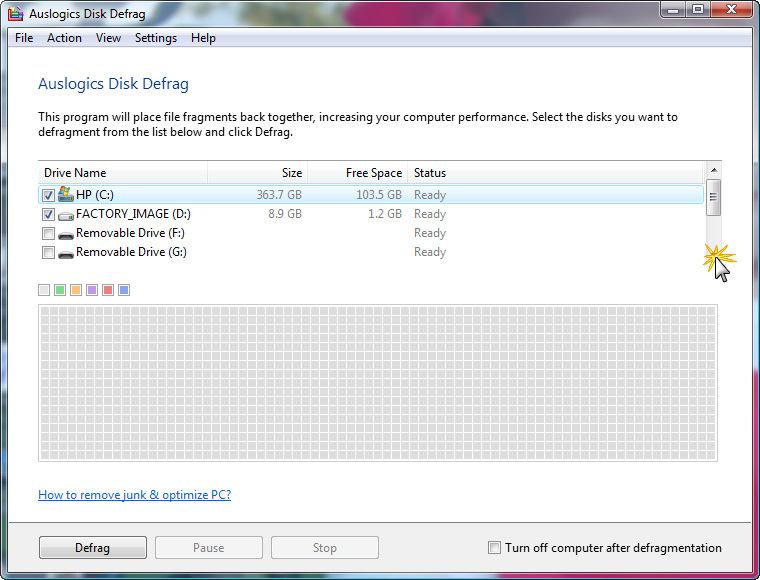 Auslogics Disk Defrag
File Action View Settings Help
Auslogics Disk Defrag
This program will place file fragments back together, increasing your computer performance. Select the disks you want to
defragment from the list below and click Defrag.
Drive Name Size Free Space Status
HP (C:) 363.7 GB 103.5 GB Ready
FACTORY_IMAGE (D:) 8.9 GB 1.2 GB Ready
Removable Drive (F:) Ready
Removable Drive (G:) Ready
How to remove junk & optimize PC?
Defrag Pause Stop Turn off computer after defragmentation